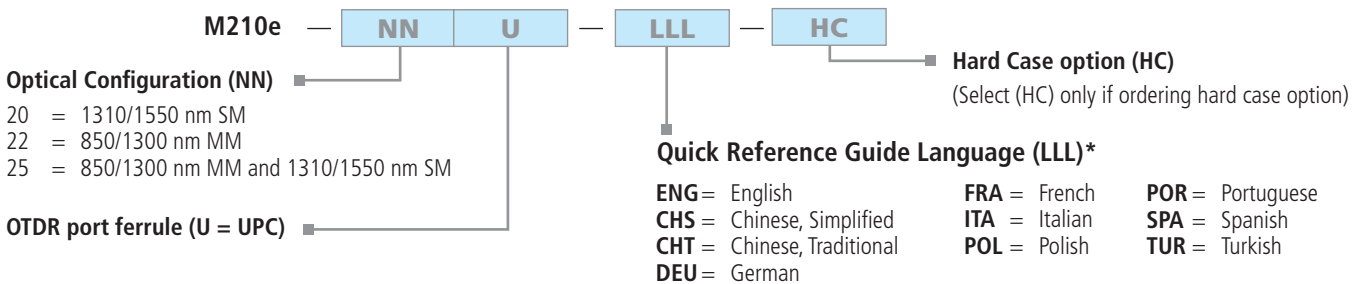 M210e — NN U — LLL — HC
Optical Configuration (NN)
20 = 1310/1550 nm SM
22 = 850/1300 nm MM
25 = 850/1300 nm MM and 1310/1550 nm SM
OTDR port ferrule (U = UPC)
Hard Case option (HC)
(Select (HC) only if ordering hard case option)
Quick Reference Guide Language (LLL)*
ENG = English FRA = French POR = Portuguese
CHS = Chinese, Simplified ITA = Italian SPA = Spanish
CHT = Chinese, Traditional POL = Polish TUR = Turkish
DEU = German